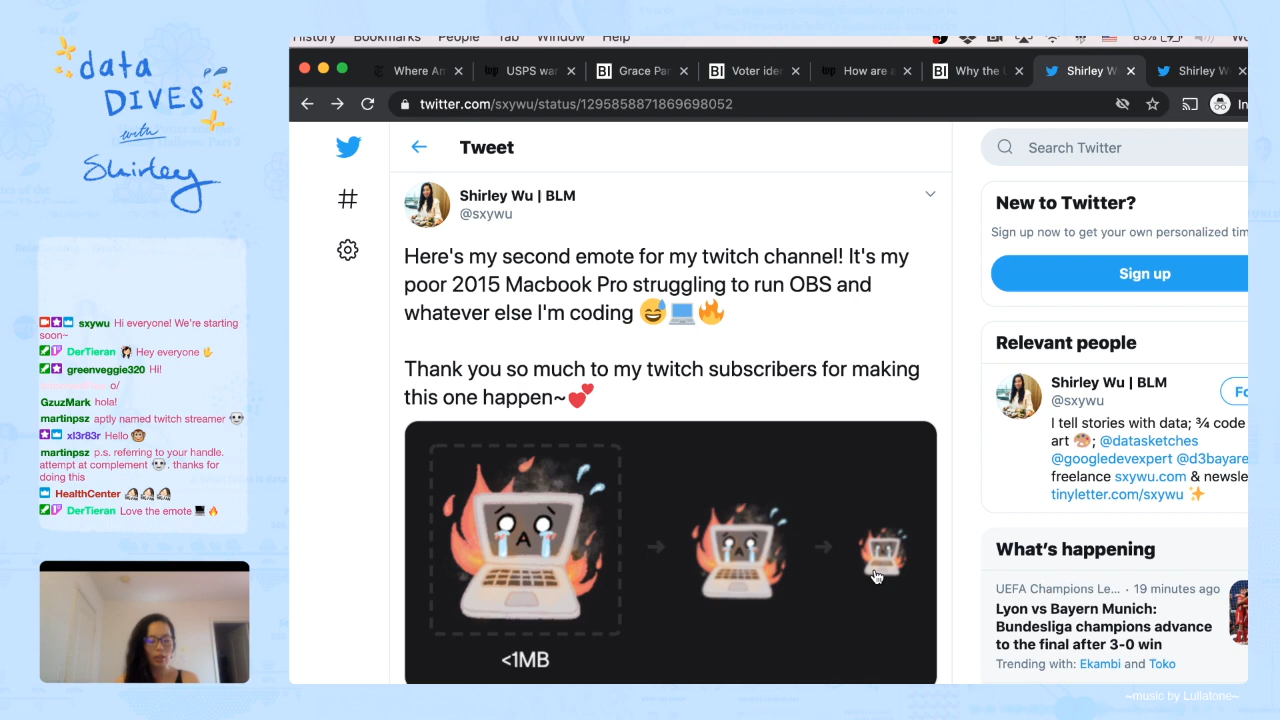 data
DIVES
with
Shirley
sxywu Hi everyone! We're starting
soon~
DerTieran Hey everyone
greenveggie320 Hi!
o/
GzuzMark hola!
martinpsz aptly named twitch streamer
xl3r83r Hello
martinpsz p.s. referring to your handle.
attempt at complement . thanks for
doing this
HealthCenter
DerTieran Love the emote
History Bookmarks People Tab Window Help 83%
Where Am USPS war Grace Par Voter ider How are Why the Shirley W Shirley W
twitter.com/sxywu/status/1295858871869698052
Tweet
Shirley Wu | BLM
@sxywu
Here's my second emote for my twitch channel! It's my
poor 2015 Macbook Pro struggling to run OBS and
whatever else I'm coding 😅💻🔥
Thank you so much to my twitch subscribers for making
this one happen~💕
<1MB
Search Twitter
New to Twitter?
Sign up now to get your own personalized tim
Sign up
Relevant people
Shirley Wu | BLM
@sxywu
Fo
I tell stories with data; ¾ code
art 🎨; @datasketches
@googledevexpert @d3bayare
freelance sxywu.com & newsle
tinyletter.com/sxywu ✨
What's happening
UEFA Champions Le... · 19 minutes ago
Lyon vs Bayern Munich:
Bundesliga champions advance
to the final after 3-0 win
Trending with: Ekambi and Toko
~music by Lullatone~